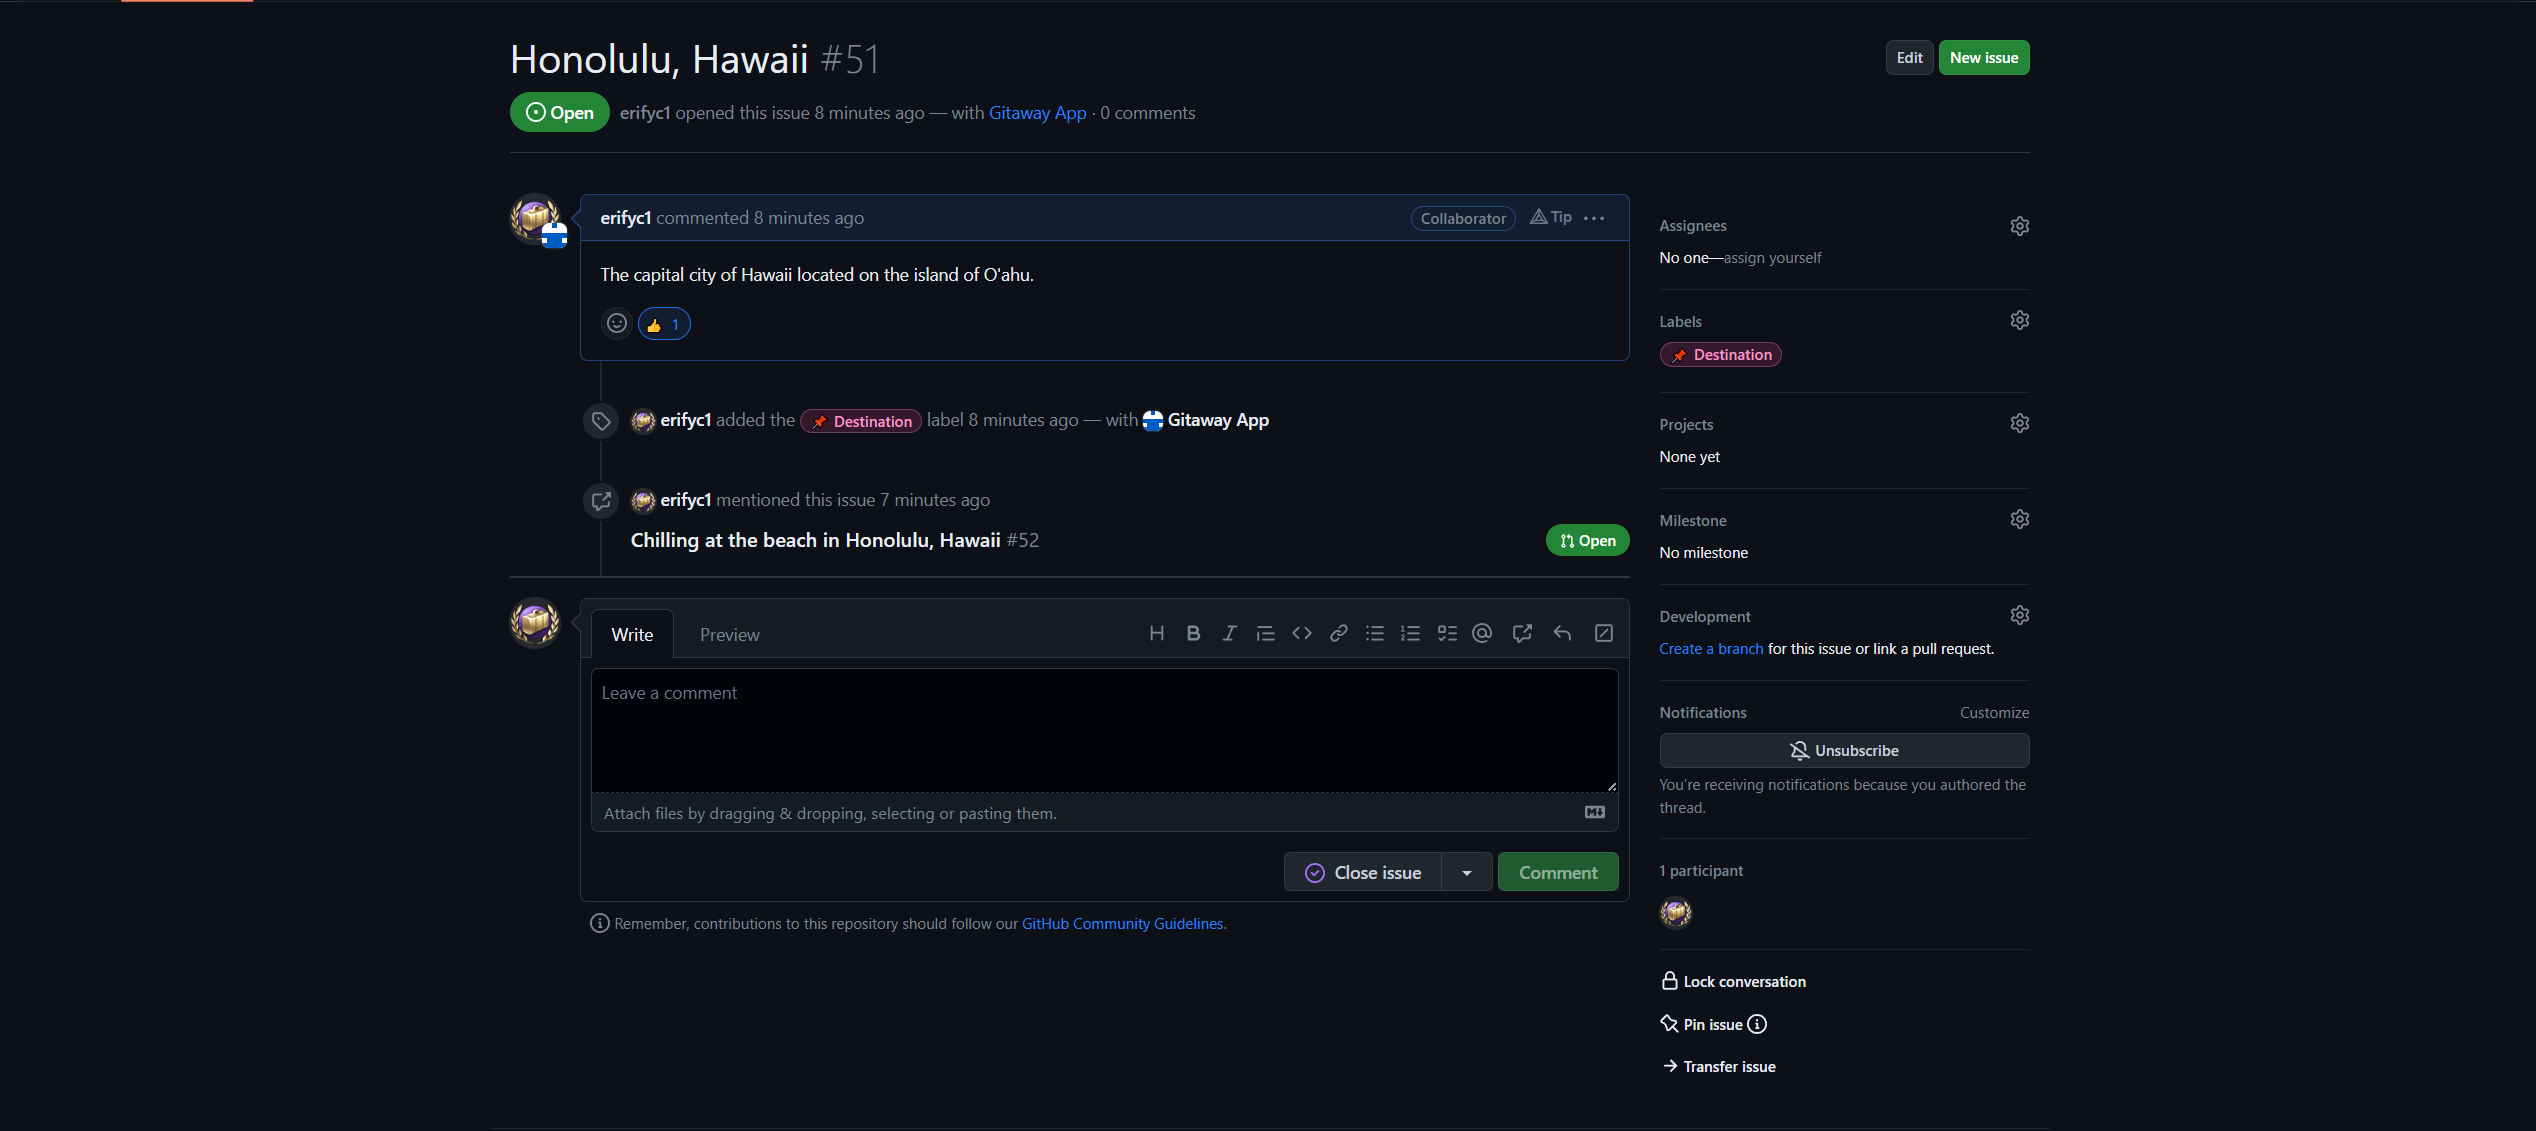 Honolulu, Hawaii #51
Edit
New issue
Open
erifyc1 opened this issue 8 minutes ago — with Gitaway App · 0 comments
erifyc1 commented 8 minutes ago
Collaborator
Tip
The capital city of Hawaii located on the island of O'ahu.
👍 1
erifyc1 added the 📌 Destination label 8 minutes ago — with Gitaway App
erifyc1 mentioned this issue 7 minutes ago
Chilling at the beach in Honolulu, Hawaii #52
Open
Write
Preview
Leave a comment
Attach files by dragging & dropping, selecting or pasting them.
Close issue
Comment
Remember, contributions to this repository should follow our GitHub Community Guidelines.
Assignees
No one—assign yourself
Labels
📌 Destination
Projects
None yet
Milestone
No milestone
Development
Create a branch for this issue or link a pull request.
Notifications
Customize
Unsubscribe
You're receiving notifications because you authored the
thread.
1 participant
Lock conversation
Pin issue
Transfer issue